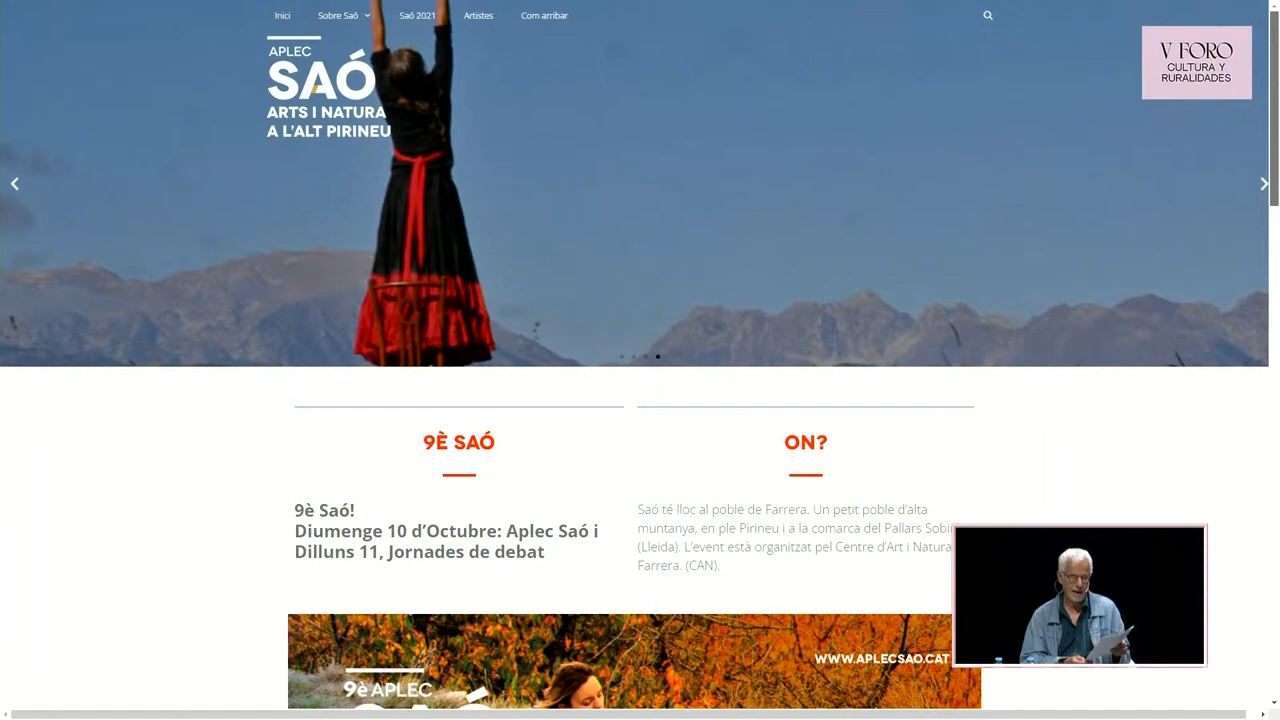 Inici
Sobre Saó
Saó 2021
Artistes
Com arribar
APLEC
SAÓ
ARTS I NATURA
A L'ALT PIRINEU
V FORO
CULTURA Y
RURALIDADES
9È SAÓ
9è Saó!
Diumenge 10 d'Octubre: Aplec Saó i
Dilluns 11, Jornades de debat
ON?
Saó té lloc al poble de Farrera. Un petit poble d'alta
muntanya, en ple Pirineu i a la comarca del Pallars
(Lleida). L'event està organitzat pel Centre d'Art i Natura
Farrera. (CAN).
WWW.APLECSAO.CAT
9è APLEC